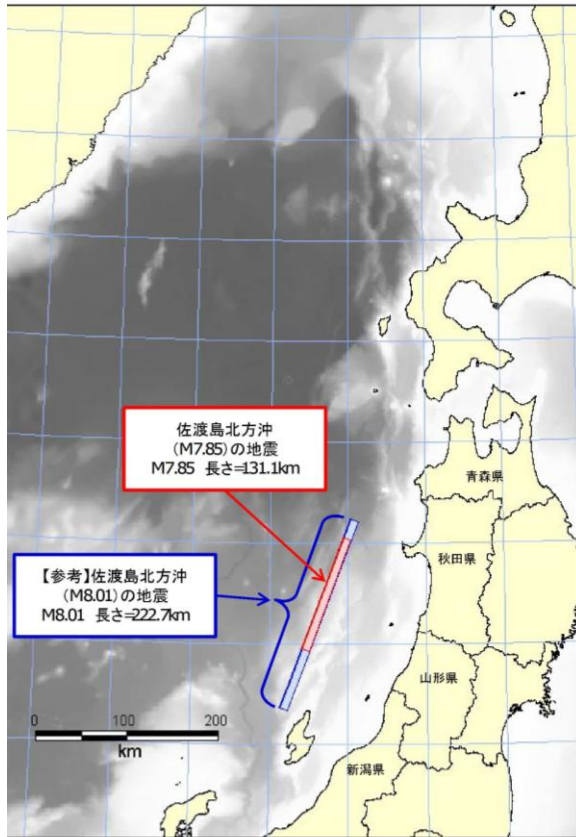 佐渡島北方沖
（M7.85）の地震
M7.85 長さ=131.1km
青森県
秋田県
【参考】佐渡島北方沖
（M8.01）の地震
M8.01 長さ=222.7km
山形県
0 100 200
km
新潟県